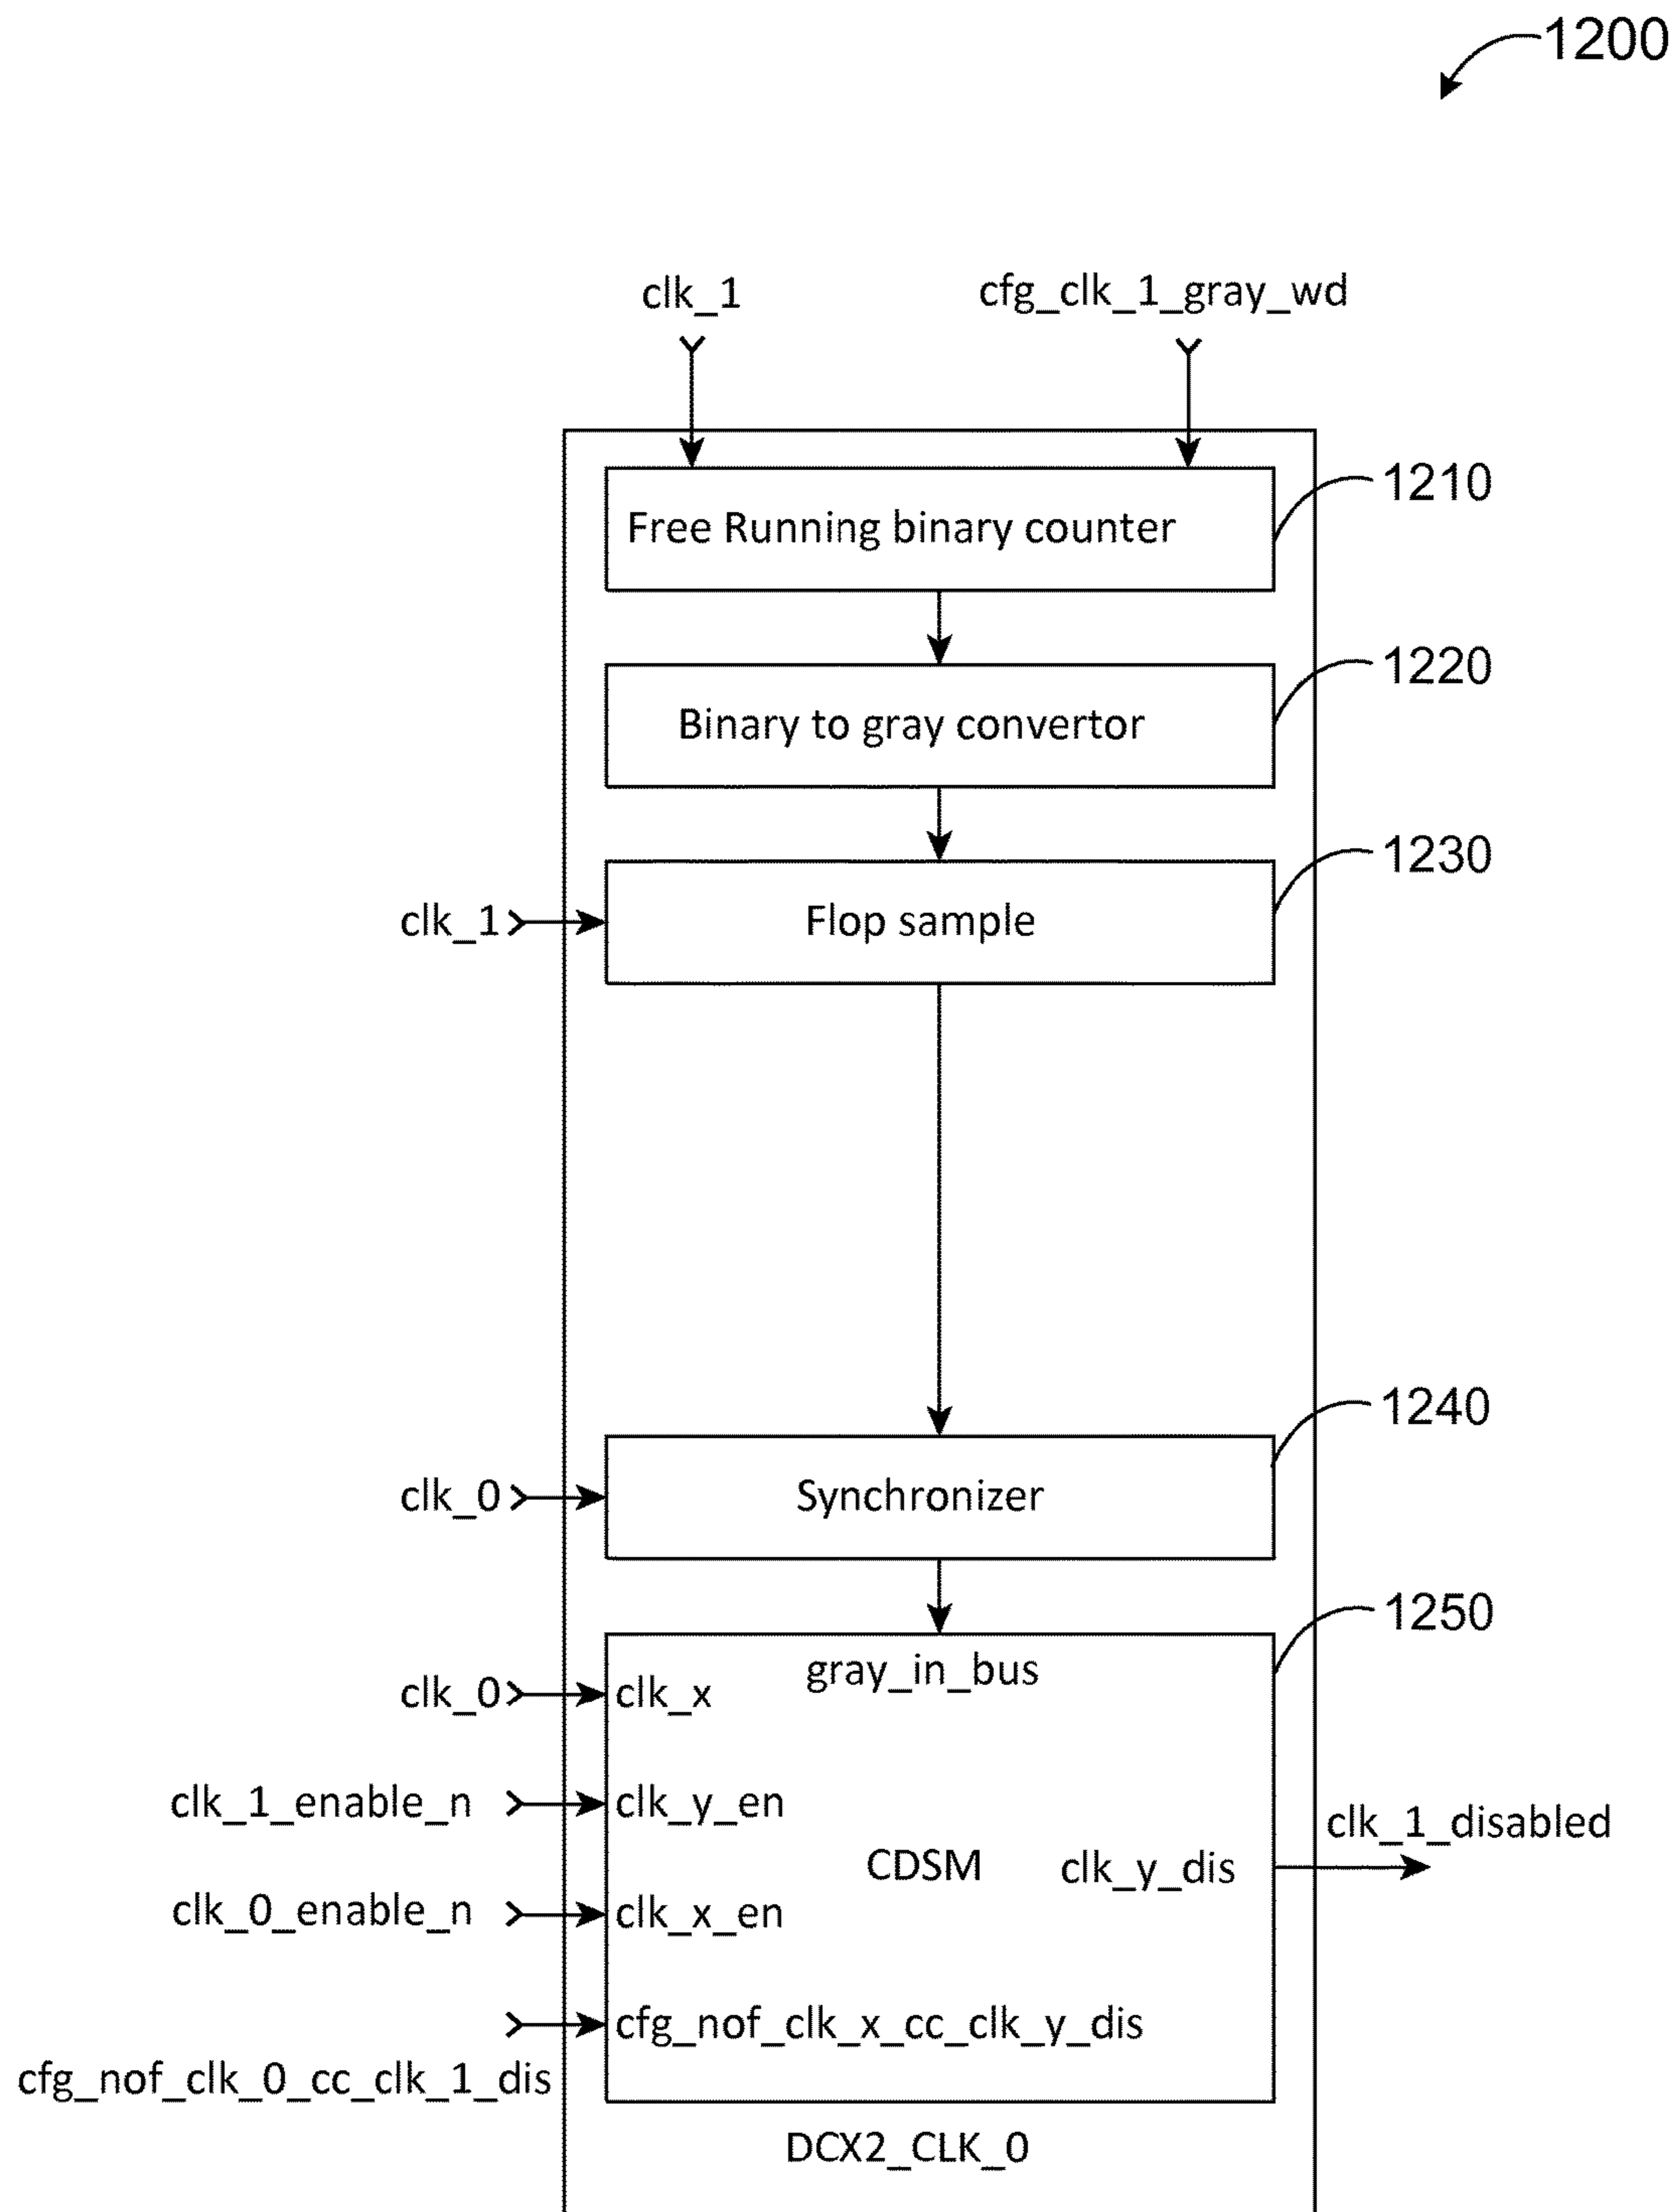 1200
clk_1
cfg_clk_1_gray_wd
1210
Free Running binary counter
1220
Binary to gray convertor
1230
clk_1
Flop sample
1240
clk_0
Synchronizer
1250
gray_in_bus
clk_0
clk_x
clk_1_enable_n
clk_y_en
clk_1_disabled
CDSM
clk_y_dis
clk_0_enable_n
clk_x_en
cfg_nof_clk_x_cc_clk_y_dis
cfg_nof_clk_0_cc_clk_1_dis
DCX2_CLK_0